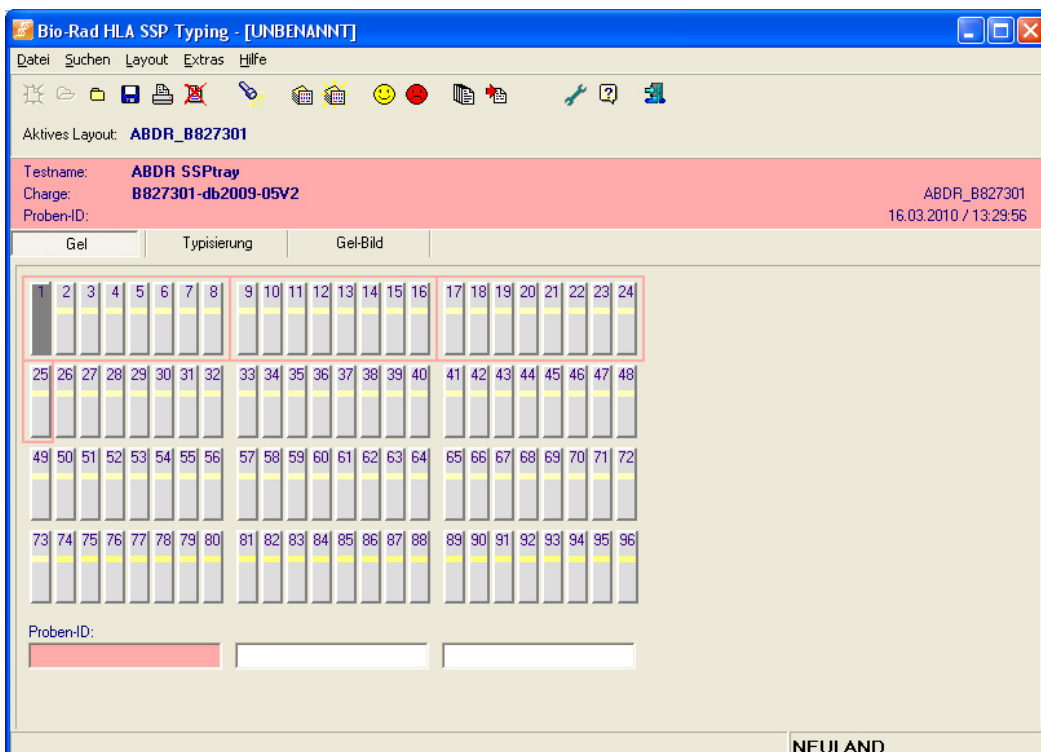 Bio-Rad HLA SSP Typing - [UNBENANNT]
Datei Suchen Layout Extras Hilfe
Aktives Layout: ABDR_B827301
Testname: ABDR SSPtray
Charge: B827301-db2009-05V2 ABDR_B827301
Proben-ID: 16.03.2010 / 13:29:56
Gel Typisierung Gel-Bild
1 2 3 4 5 6 7 8 9 10 11 12 13 14 15 16 17 18 19 20 21 22 23 24
25 26 27 28 29 30 31 32 33 34 35 36 37 38 39 40 41 42 43 44 45 46 47 48
49 50 51 52 53 54 55 56 57 58 59 60 61 62 63 64 65 66 67 68 69 70 71 72
73 74 75 76 77 78 79 80 81 82 83 84 85 86 87 88 89 90 91 92 93 94 95 96
Proben-ID:
NEULAND